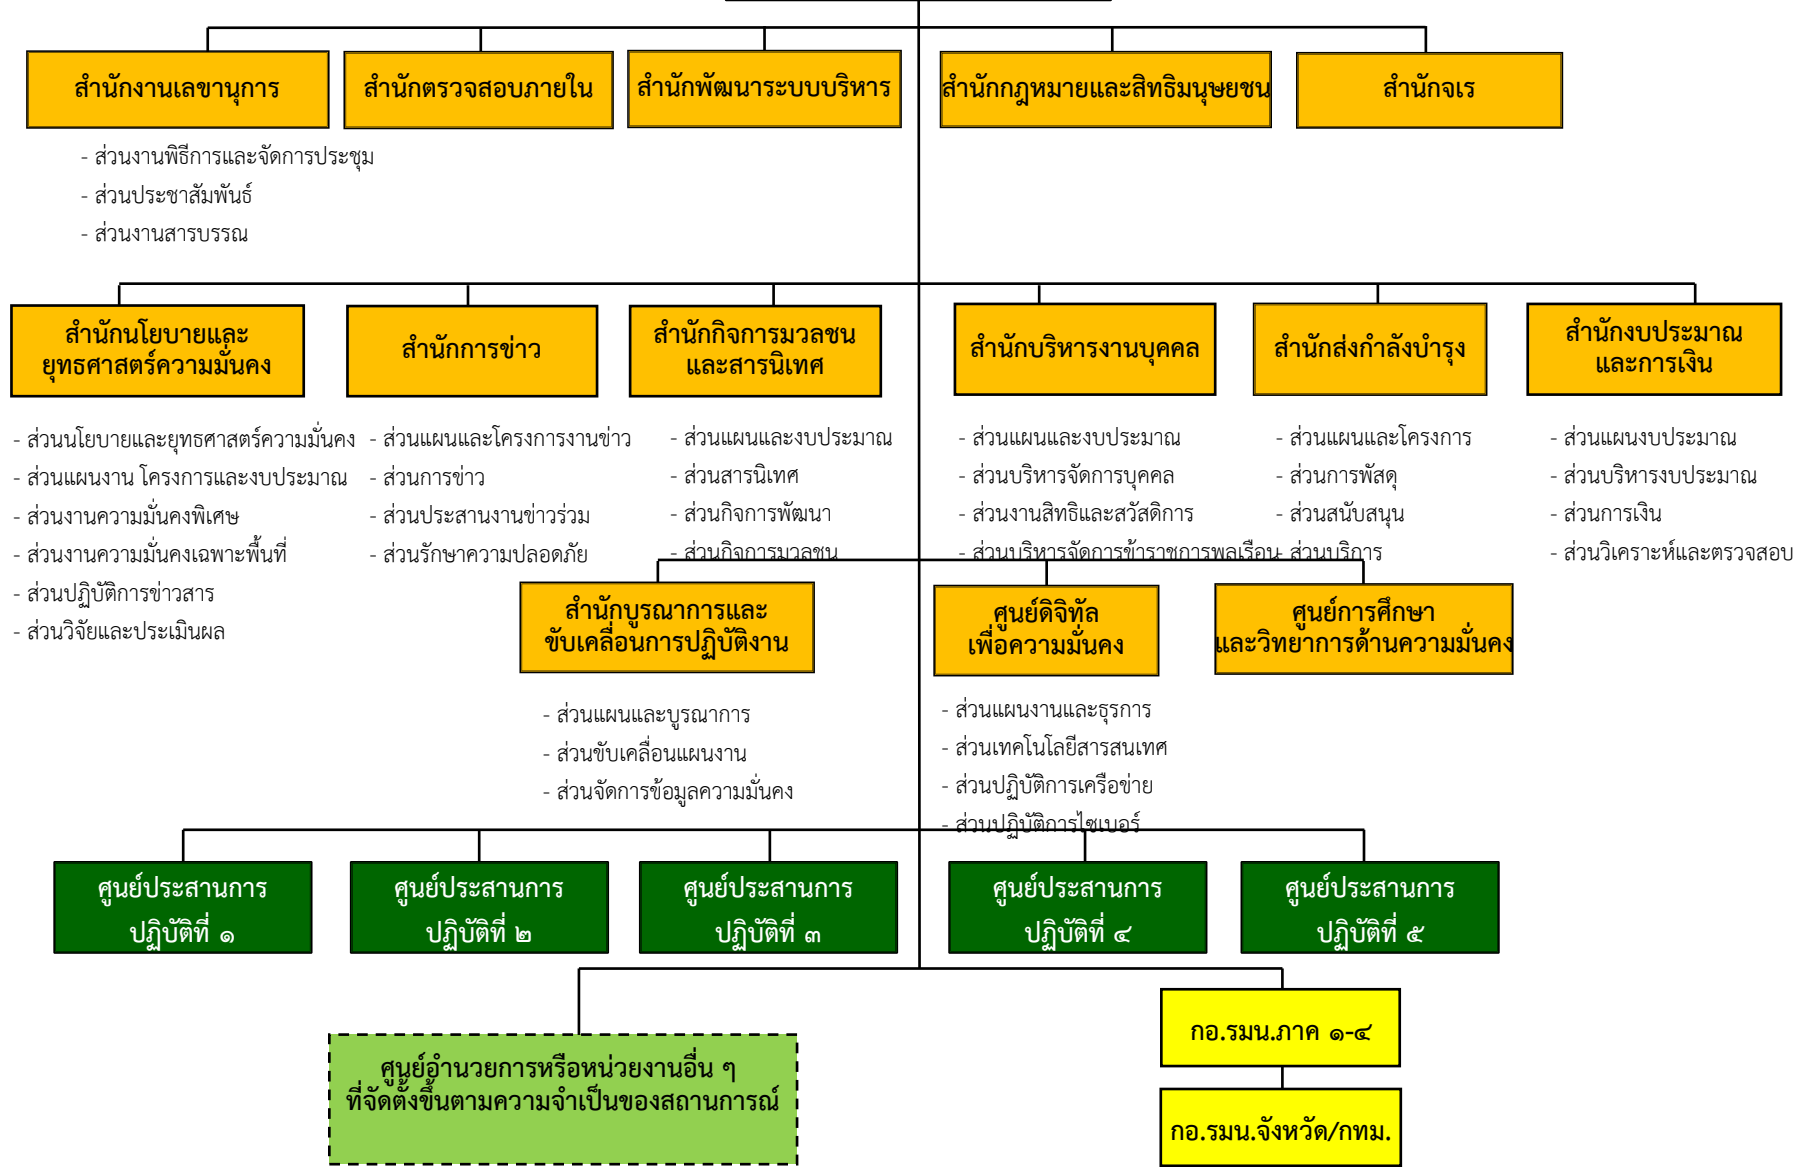 สำนักงานเลขานุการ
สำนักตรวจสอบภายใน
สำนักพัฒนาระบบบริหาร
สำนักกฎหมายและสิทธิมนุษยชน
สำนักจเร
- ส่วนงานพิธีการและจัดการประชุม
- ส่วนประชาสัมพันธ์
- ส่วนงานสารบรรณ
สำนักนโยบายและ
ยุทธศาสตร์ความมั่นคง
สำนักการข่าว
สำนักกิจการมวลชน
และสารนิเทศ
สำนักบริหารงานบุคคล
สำนักส่งกำลังบำรุง
สำนักงบประมาณ
และการเงิน
- ส่วนนโยบายและยุทธศาสตร์ความมั่นคง
- ส่วนแผนงาน โครงการและงบประมาณ
- ส่วนงานความมั่นคงพิเศษ
- ส่วนงานความมั่นคงเฉพาะพื้นที่
- ส่วนปฏิบัติการข่าวสาร
- ส่วนวิจัยและประเมินผล
- ส่วนแผนและโครงการงานข่าว
- ส่วนการข่าว
- ส่วนประสานงานข่าวร่วม
- ส่วนรักษาความปลอดภัย
- ส่วนแผนและงบประมาณ
- ส่วนสารนิเทศ
- ส่วนกิจการพัฒนา
- ส่วนกิจการมวลชน
- ส่วนแผนและงบประมาณ
- ส่วนบริหารจัดการบุคคล
- ส่วนงานสิทธิและสวัสดิการ
- ส่วนบริหารจัดการข้าราชการพลเรือน
- ส่วนแผนและโครงการ
- ส่วนการพัสดุ
- ส่วนสนับสนุน
- ส่วนบริการ
- ส่วนแผนงบประมาณ
- ส่วนบริหารงบประมาณ
- ส่วนการเงิน
- ส่วนวิเคราะห์และตรวจสอบ
สำนักบูรณาการและ
ขับเคลื่อนการปฏิบัติงาน
ศูนย์ดิจิทัล
เพื่อความมั่นคง
ศูนย์การศึกษา
และวิทยาการด้านความมั่นคง
- ส่วนแผนและบูรณาการ
- ส่วนขับเคลื่อนแผนงาน
- ส่วนจัดการข้อมูลความมั่นคง
- ส่วนแผนงานและธุรการ
- ส่วนเทคโนโลยีสารสนเทศ
- ส่วนปฏิบัติการเครือข่าย
- ส่วนปฏิบัติการไซเบอร์
ศูนย์ประสานการ
ปฏิบัติที่ ๑
ศูนย์ประสานการ
ปฏิบัติที่ ๒
ศูนย์ประสานการ
ปฏิบัติที่ ๓
ศูนย์ประสานการ
ปฏิบัติที่ ๔
ศูนย์ประสานการ
ปฏิบัติที่ ๕
ศูนย์อำนวยการหรือหน่วยงานอื่น ๆ
ที่จัดตั้งขึ้นตามความจำเป็นของสถานการณ์
กอ.รมน.ภาค ๑-๔
กอ.รมน.จังหวัด/กทม.